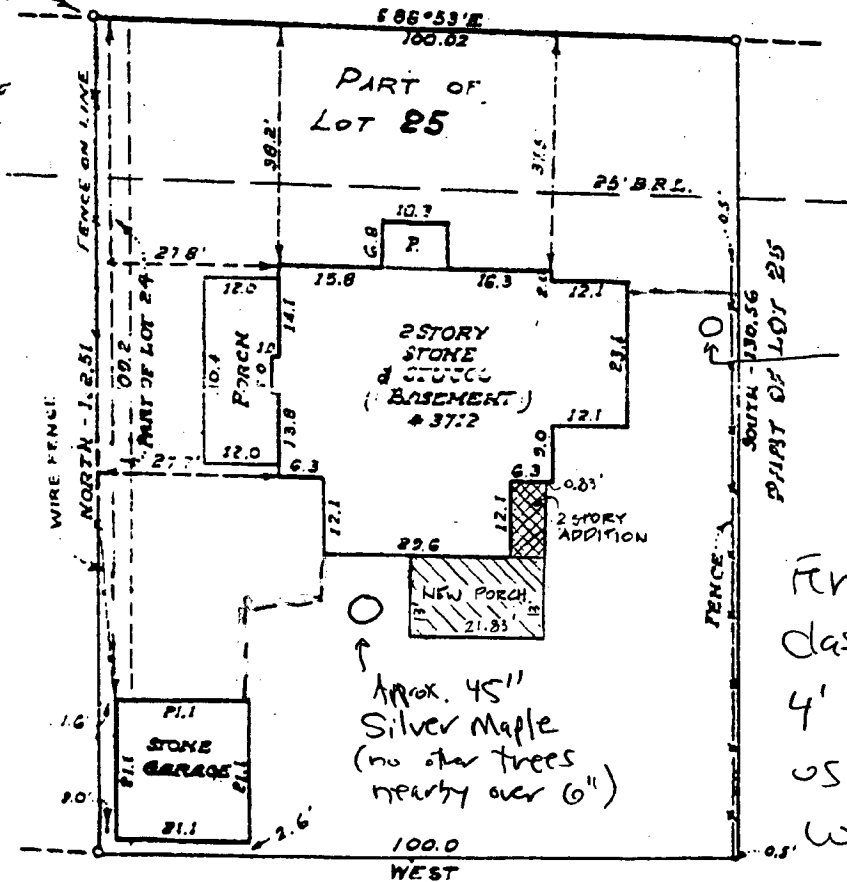 S 86°53'E
100.02
PART OF
LOT 25
FENCE ON LINE
38.2'
37.5'
25' B.R.L.
0.5'
10.3
6.8
P.
27.8'
15.8
16.3
2.1
12.1
12.0
14.1
PART OF LOT 24
2 STORY
STONE
&
(BASEMENT)
# 3712
10.4
PORCH
23.1
SOUTH - 130.56
PART OF LOT 25
13.8
12.0
12.1
9.0
WIRE FENCE
NORTH
27.7'
6.3
6.3
0.83'
12.1
12.1
2 STORY
ADDITION
29.6
NEW PORCH
13'
13'
21.83'
FENCE
Approx. 45"
Silver Maple
(no other trees
nearby over 6")
4'
1.6'
21.1
STONE
GARAGE
21.1
21.1
21.1
2.6'
100.0
WEST
0.5'